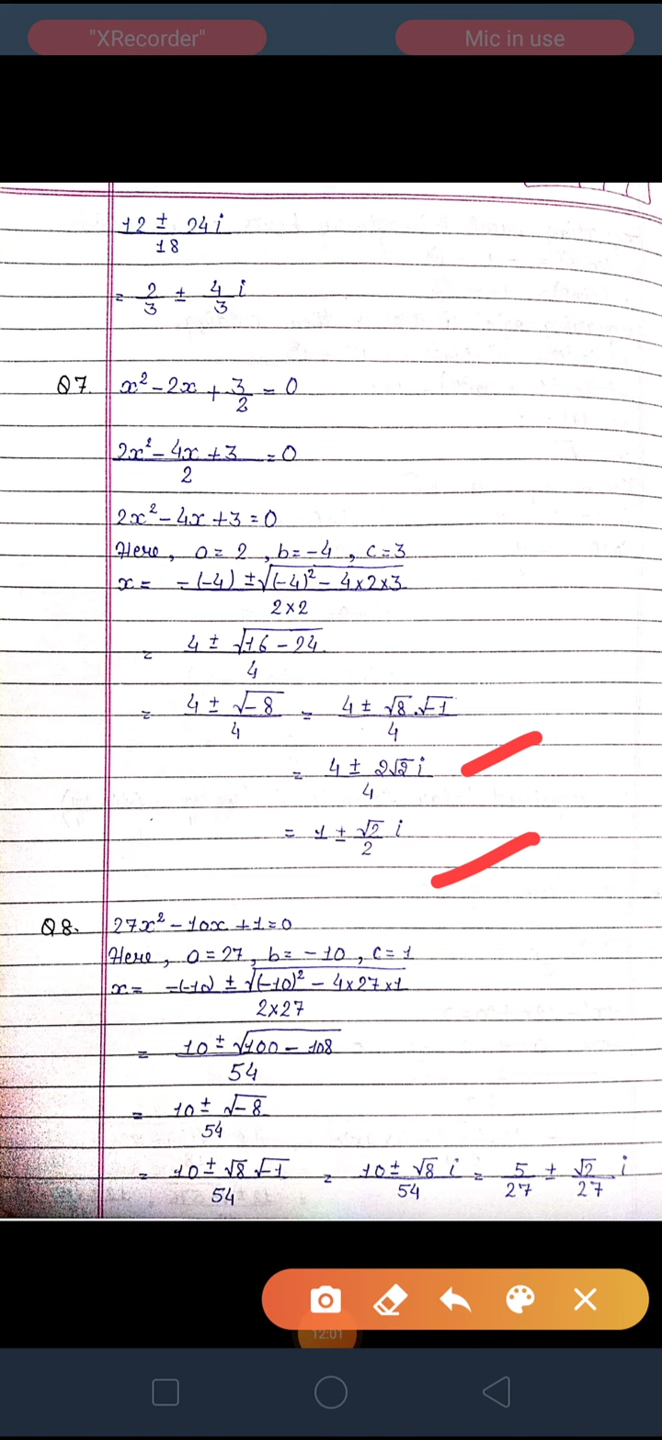 "XRecorder" Mic in use
12 ± 24i
18
= 2/3 ± 4/3 i
Q7. x² - 2x + 3/2 = 0
2x² - 4x + 3 = 0
2
2x² - 4x + 3 = 0
Here, a = 2, b = -4, c = 3
x = -(-4) ± √(-4)² - 4×2×3
2×2
= 4 ± √16 - 24
4
= 4 ± √-8 = 4 ± √8.√-1
4 4
= 4 ± 2√2 i
4
= 1 ± √2/2 i
Q8. 27x² - 10x + 1 = 0
Here, a = 27, b = -10, c = 1
x = -(-10) ± √(-10)² - 4×27×1
2×27
= 10 ± √100 - 108
54
= 10 ± √-8
54
= 10 ± √8 √-1 = 10 ± √8 i = 5/27 ± √2/27 i
54 54
12:01